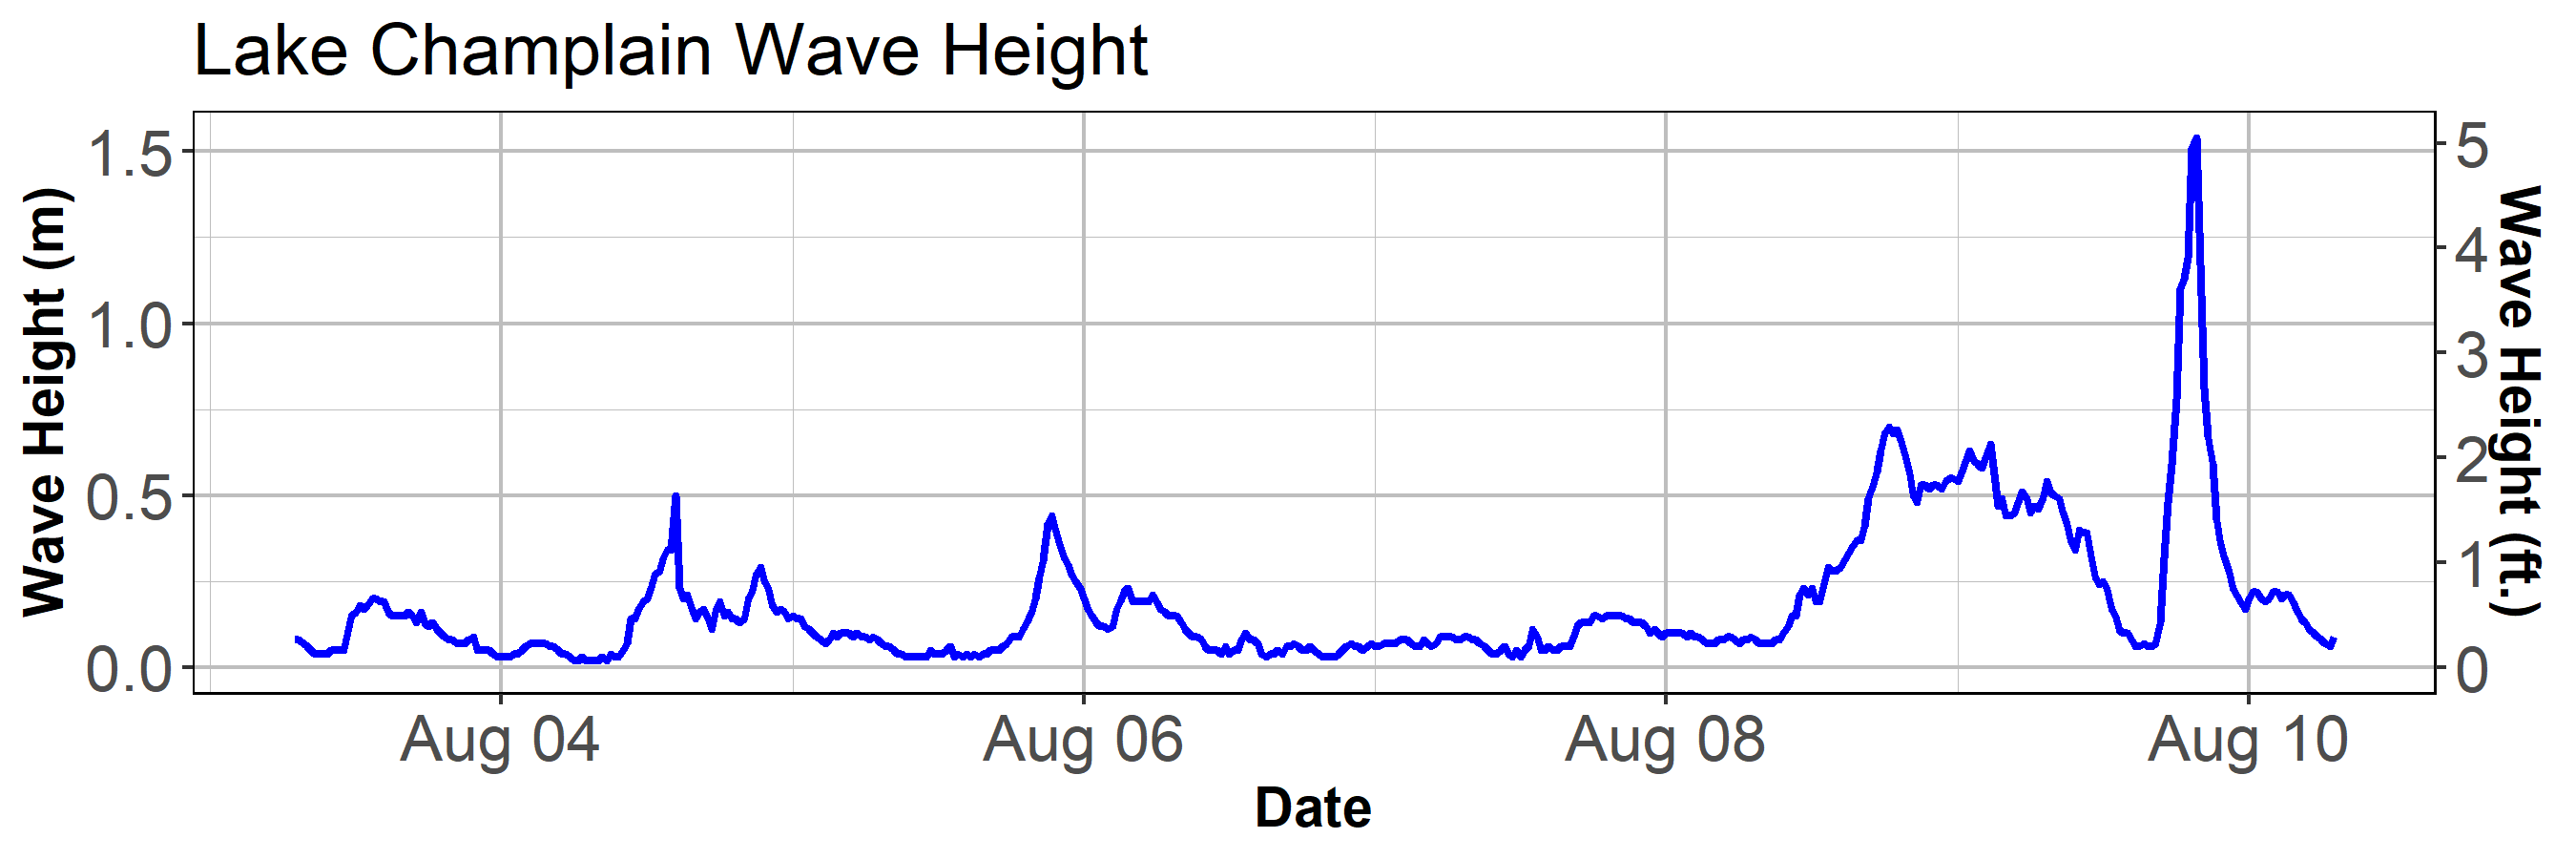 Lake Champlain Wave Height
Wave Height (m)
1.5
1.0
0.5
0.0
5
4
3
2
1
0
Wave Height (ft.)
Aug 04
Aug 06
Aug 08
Aug 10
Date